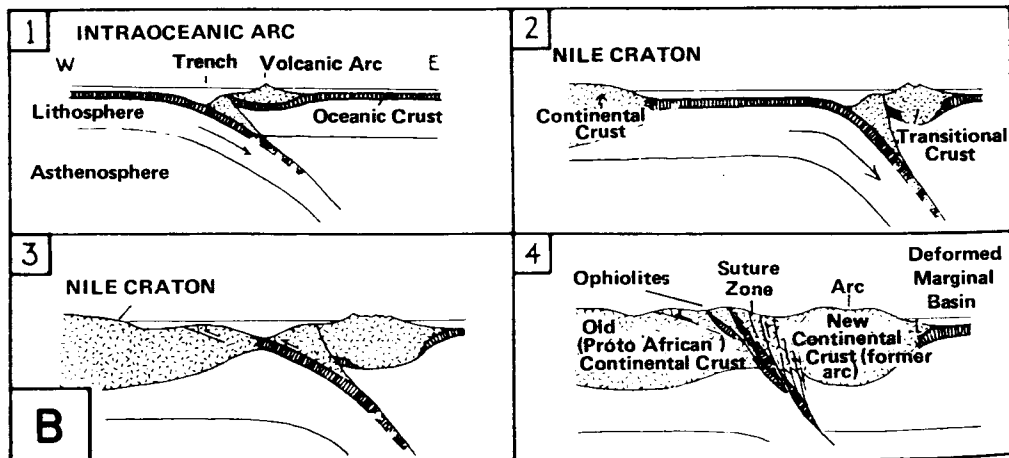 1
INTRAOCEANIC ARC
W
Trench
Volcanic Arc
E
Lithosphere
Oceanic Crust
Asthenosphere
2
NILE CRATON
Continental
Crust
Transitional
Crust
3
NILE CRATON
B
4
Ophiolites
Suture
Zone
Arc
Deformed
Marginal
Basin
Old
(Proto African)
Continental Crust
New
Continental
Crust (former
arc)